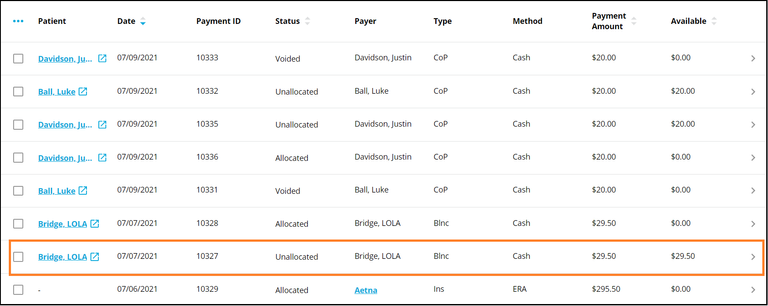 ••• Patient Date Payment ID Status Payer Type Method Payment Amount Available
Davidson, Ju... 07/09/2021 10333 Voided Davidson, Justin CoP Cash $20.00 $0.00
Ball, Luke 07/09/2021 10332 Unallocated Ball, Luke CoP Cash $20.00 $20.00
Davidson, Ju... 07/09/2021 10335 Unallocated Davidson, Justin CoP Cash $20.00 $20.00
Davidson, Ju... 07/09/2021 10336 Allocated Davidson, Justin CoP Cash $20.00 $0.00
Ball, Luke 07/09/2021 10331 Voided Ball, Luke CoP Cash $20.00 $0.00
Bridge, LOLA 07/07/2021 10328 Allocated Bridge, LOLA Blnc Cash $29.50 $0.00
Bridge, LOLA 07/07/2021 10327 Unallocated Bridge, LOLA Blnc Cash $29.50 $29.50
- 07/06/2021 10329 Allocated Aetna Ins ERA $295.50 $0.00